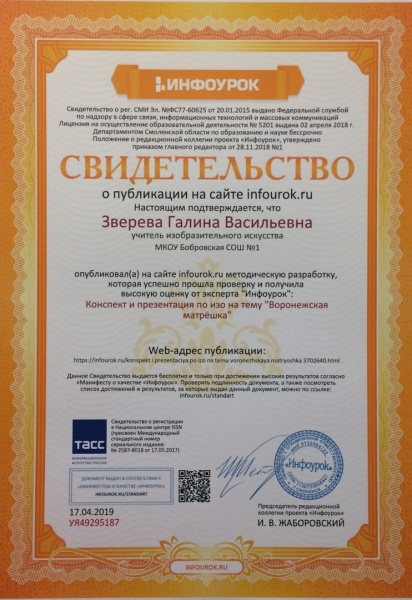 ИНФОУРОК
Свидетельство о рег. СМИ Эл. №ФС77-60625 от 20.01.2015 выдано Федеральной службой
по надзору в сфере связи, информационных технологий и массовых коммуникаций
Лицензия на осуществление образовательной деятельности № 5201 выдана 02 апреля 2018 г.
Департаментом Смоленской области по образованию и науке бессрочно
Положение о редакционной коллегии проекта «Инфоурок», утверждено
приказом главного редактора от 28.11.2018 №1
СВИДЕТЕЛЬСТВО
о публикации на сайте infourok.ru
Настоящим подтверждается, что
Зверева Галина Васильевна
учитель изобразительного искусства
МКОУ Бобровская СОШ №1
опубликовал(а) на сайте infourok.ru методическую разработку,
которая успешно прошла проверку и получила
высокую оценку от эксперта "Инфоурок":
Конспект и презентация по изо на тему "Воронежская
матрёшка"
Web-адрес публикации:
https://infourok.ru/konspekt i prezentaciya po izo na temu voronezhskaya matryoshka 3702640.html
Данное Свидетельство выдается бесплатно и только при достижении высоких результатов согласно
«Манифесту о качестве «Инфоурок». Проверить подлинность документа, а также посмотреть
список достижений и результатов, за которые выдан данный документ, можно по ссылке:
infourok.ru/standart
ТАСС
ИНФОРМАЦИОННОЕ
АГЕНТСТВО РОССИИ
Свидетельство о регистрации
в Национальном центре ISSN
(присвоен Международный
стандартный номер
сериального издания:
№ 2587-8018 от 17.05.2017)
ДОКУМЕНТ ВЫДАН В СООТВЕТСТВИИ С
«МАНИФЕСТОМ О КАЧЕСТВЕ «ИНФОУРОК»
INFOUROK.RU/STANDART
«Инфоурок»
17.04.2019
УЯ49295187
Председатель редакционной
коллегии проекта «Инфоурок»
И. В. ЖАБОРОВСКИЙ
INFOUROK.RU